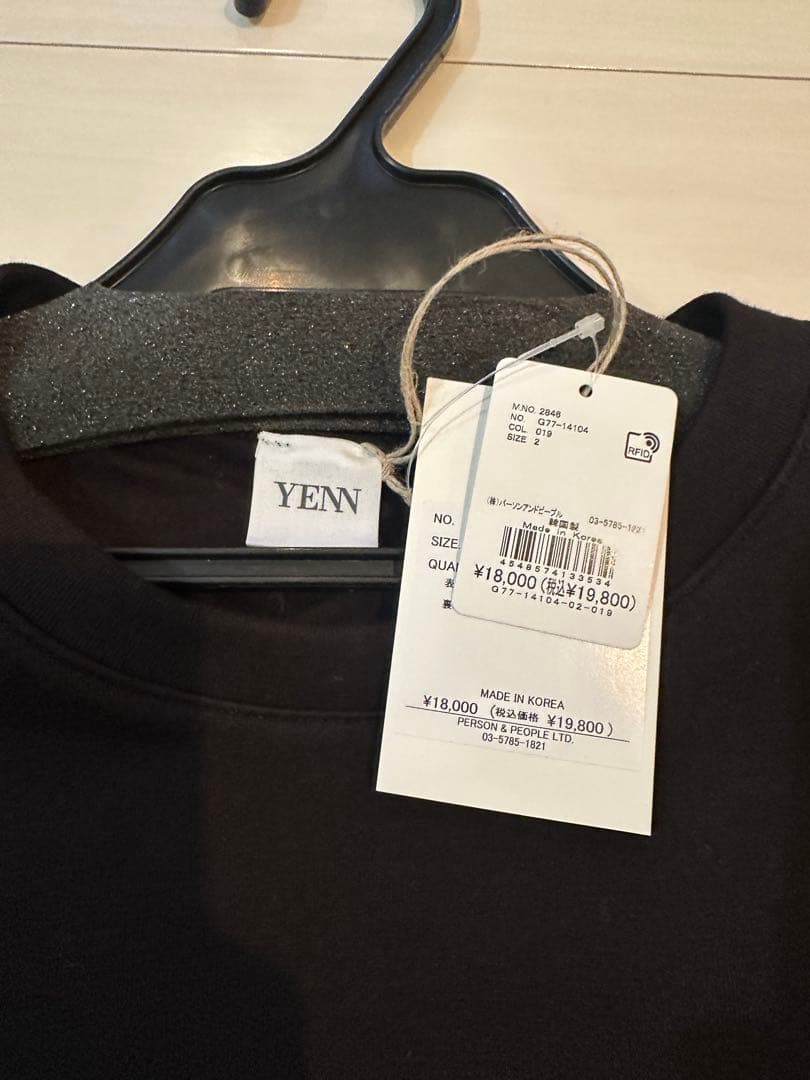 YENN
M.NO. 2846
NO. G77-14104
COL. 019
SIZE 2
RFID
(株)パーソンアンドピープル
韓国製 03-5785-182
Made in Korea
4548574133534
¥18,000(税込¥19,800)
G77-14104-02-019
NO.
SIZE
QUA
表
裏
MADE IN KOREA
¥18,000 (税込価格 ¥19,800)
PERSON & PEOPLE LTD.
03-5785-1821